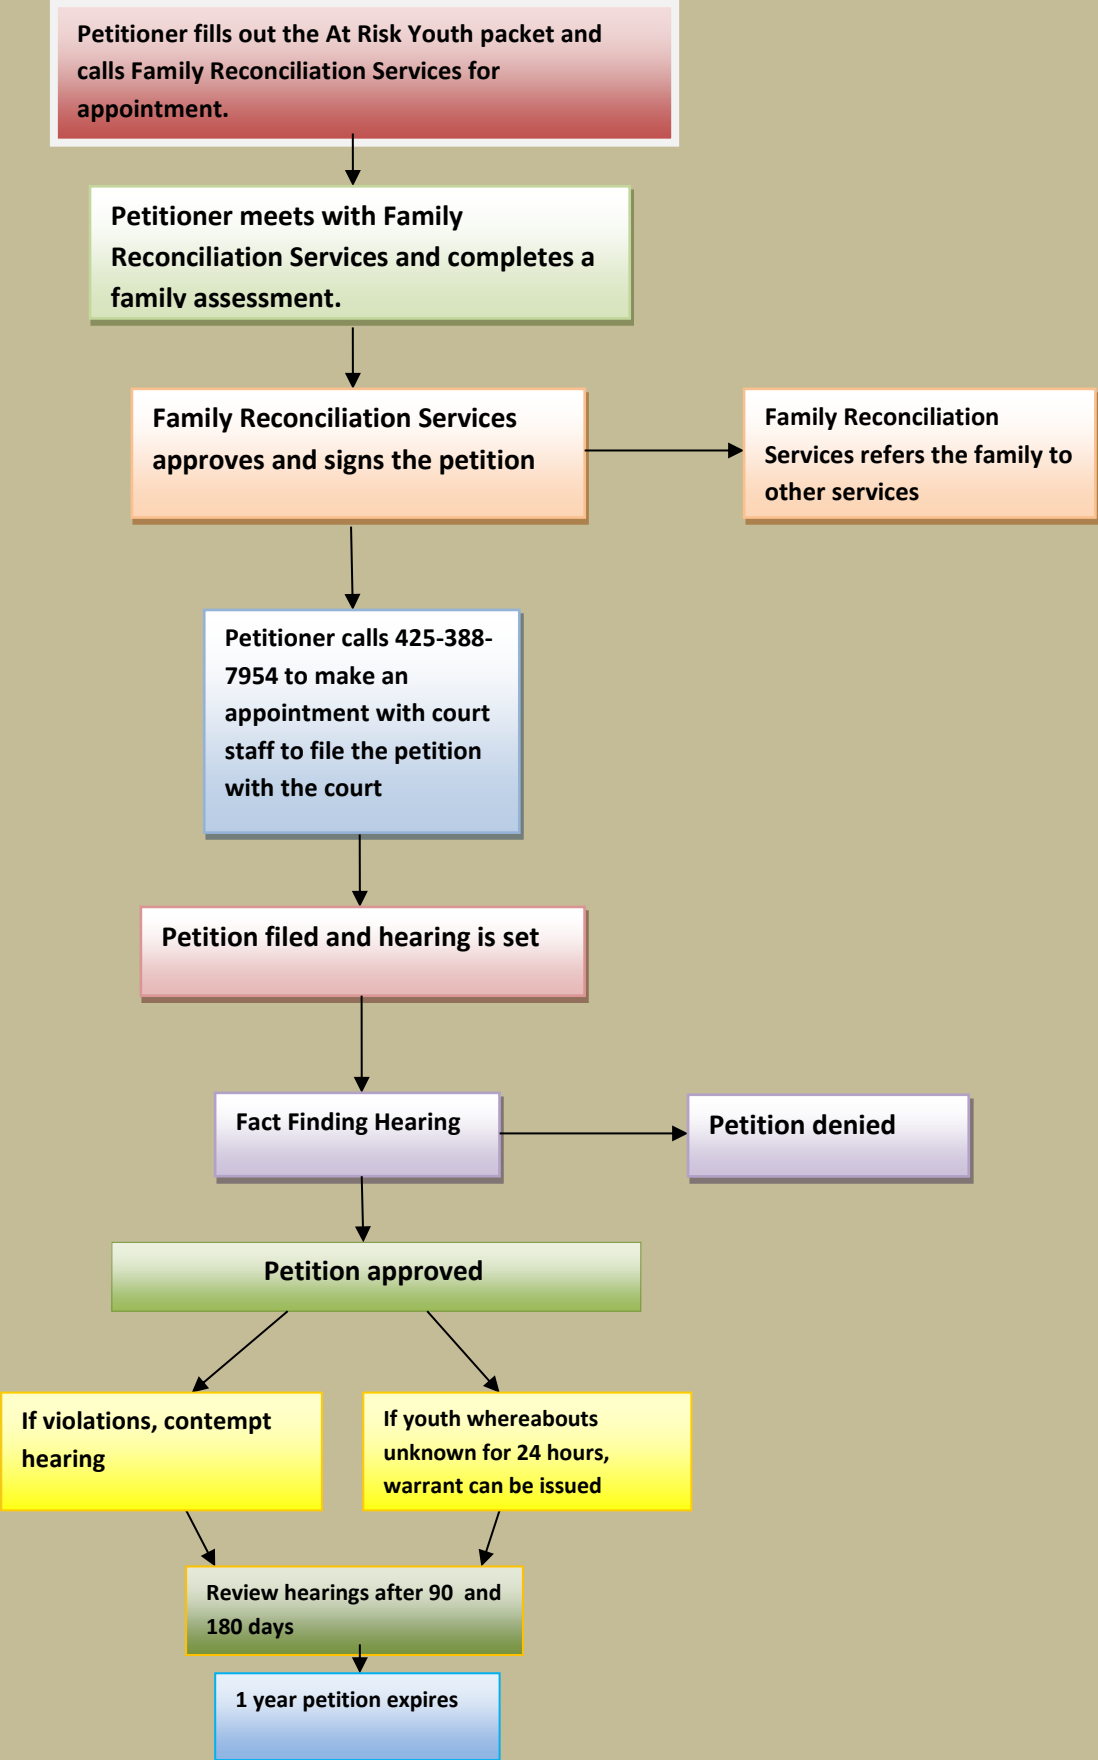 Petitioner fills out the At Risk Youth packet and
calls Family Reconciliation Services for
appointment.
Petitioner meets with Family
Reconciliation Services and completes a
family assessment.
Family Reconciliation Services
approves and signs the petition
Family Reconciliation
Services refers the family to
other services
Petitioner calls 425-388-
7954 to make an
appointment with court
staff to file the petition
with the court
Petition filed and hearing is set
Fact Finding Hearing
Petition denied
Petition approved
If violations, contempt
hearing
If youth whereabouts
unknown for 24 hours,
warrant can be issued
Review hearings after 90  and
180 days
1 year petition expires